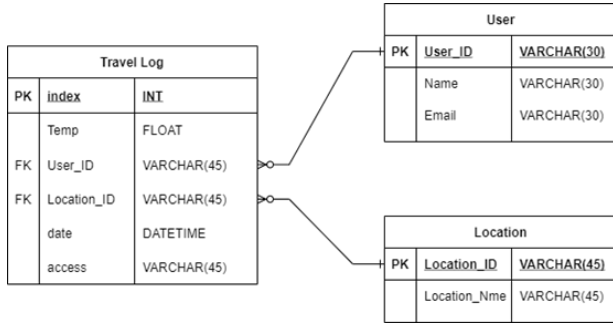 Travel Log
PK index INT
Temp FLOAT
FK User_ID VARCHAR(45)
FK Location_ID VARCHAR(45)
date DATETIME
access VARCHAR(45)
User
PK User_ID VARCHAR(30)
Name VARCHAR(30)
Email VARCHAR(30)
Location
PK Location_ID VARCHAR(45)
Location_Nme VARCHAR(45)